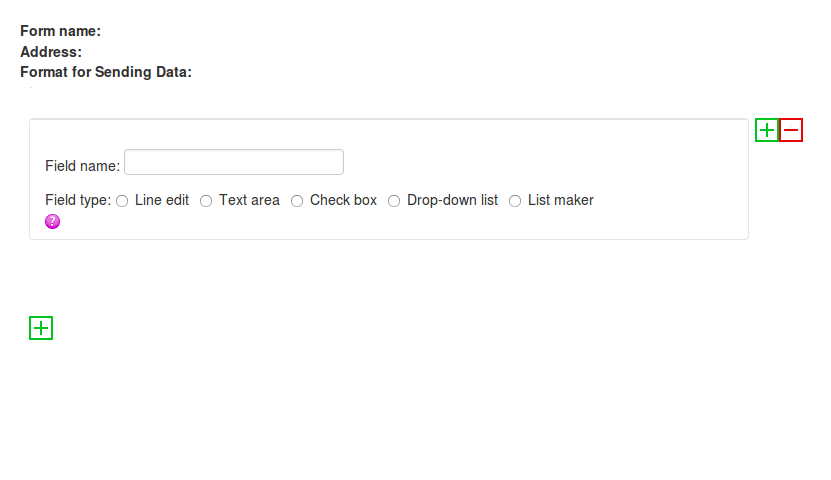 Form name:
Address:
Format for Sending Data:
Field name:
Field type: Line edit Text area Check box Drop-down list List maker
?